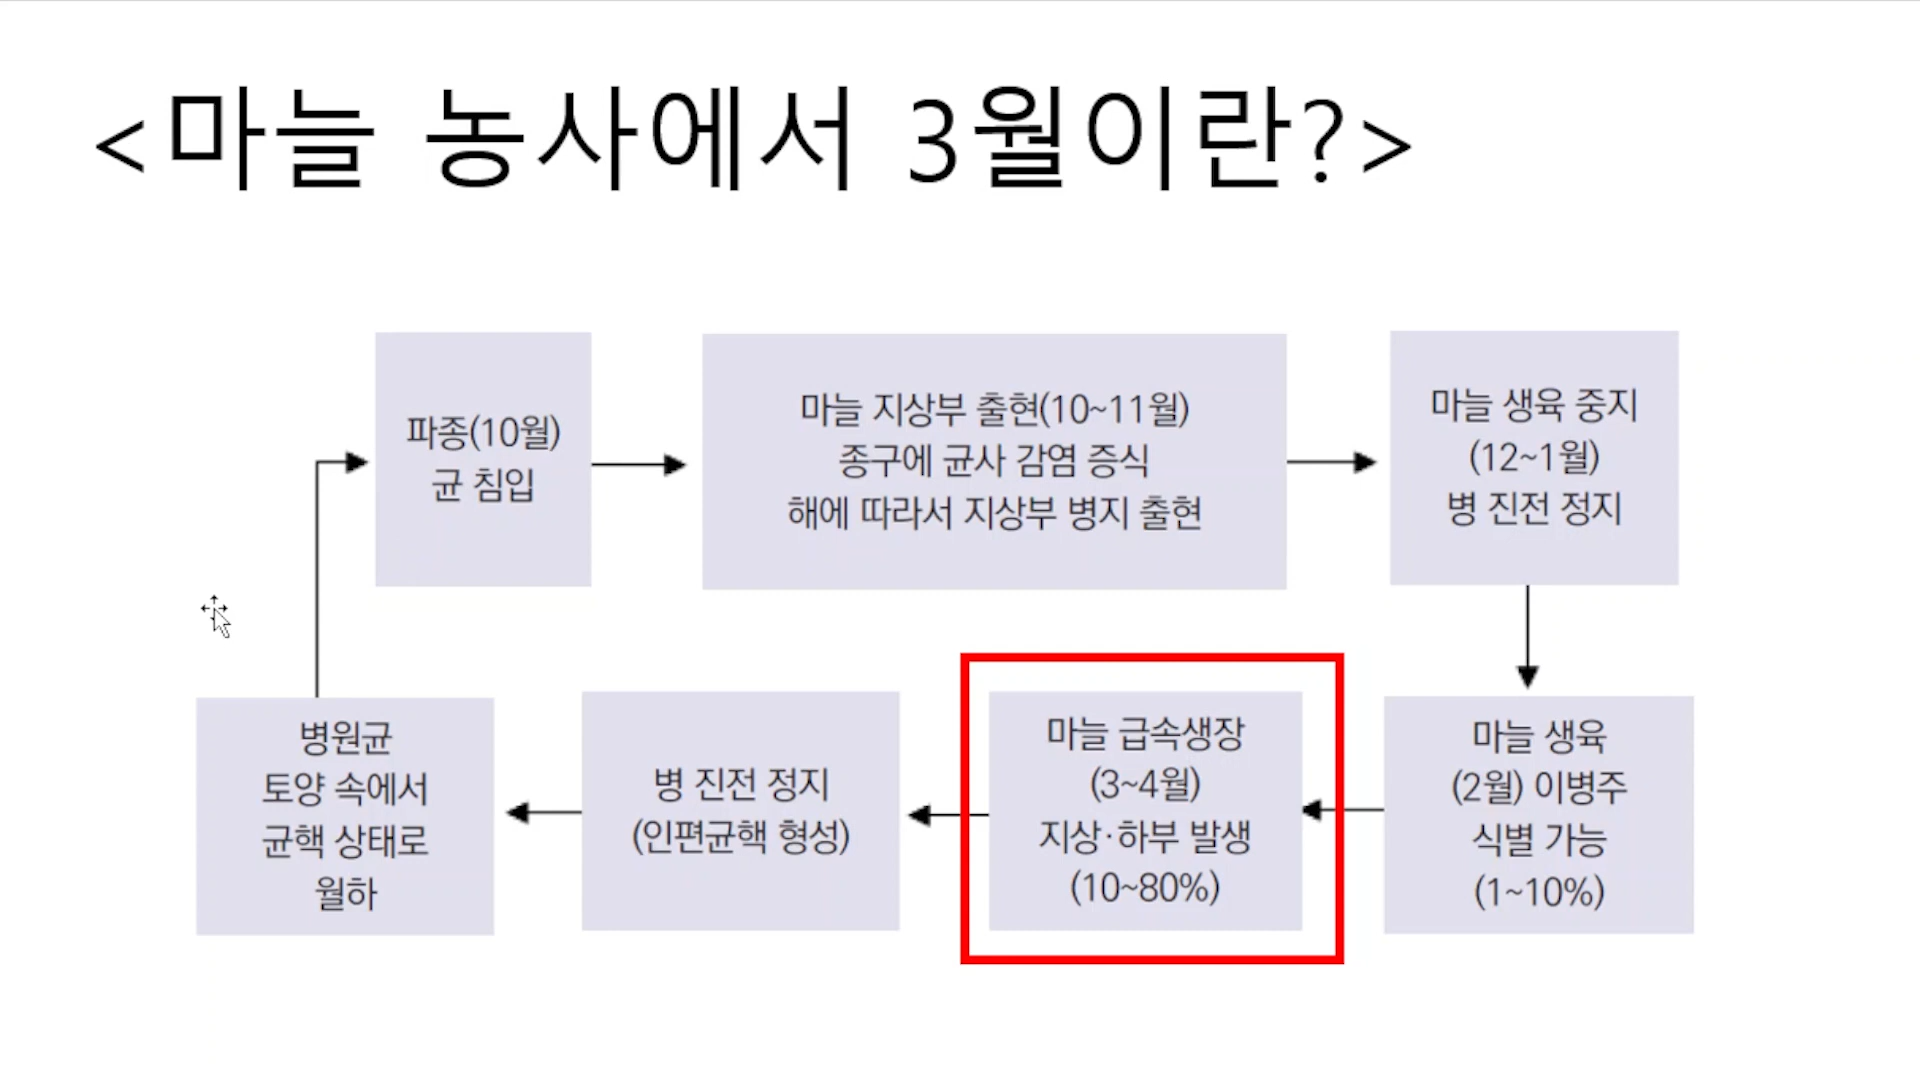 <마늘 농사에서 3월이란?>
파종(10월)
균 침입
마늘 지상부 출현(10~11월)
종구에 균사 감염 증식
해에 따라서 지상부 병지 출현
마늘 생육 중지
(12~1월)
병 진전 정지
마늘 생육
(2월) 이병주
식별 가능
(1~10%)
마늘 급속생장
(3~4월)
지상·하부 발생
(10~80%)
병 진전 정지
(인편균핵 형성)
병원균
토양 속에서
균핵 상태로
월하